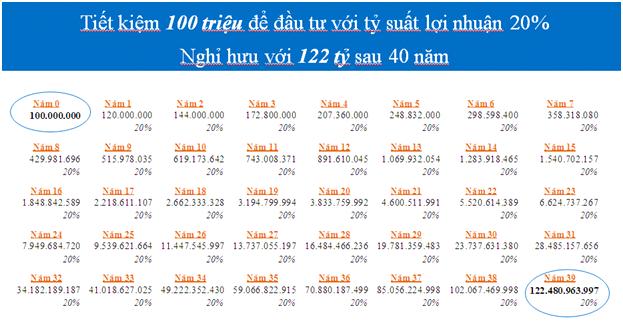 Tiết kiệm 100 triệu để đầu tư với tỷ suất lợi nhuận 20%
Nghỉ hưu với 122 tỷ sau 40 năm
Năm 0 Năm 1 Năm 2 Năm 3 Năm 4 Năm 5 Năm 6 Năm 7
100.000.000 120.000.000 144.000.000 172.800.000 207.360.000 248.832.000 298.598.400 358.318.080
20% 20% 20% 20% 20% 20% 20%
Năm 8 Năm 9 Năm 10 Năm 11 Năm 12 Năm 13 Năm 14 Năm 15
429.981.696 515.978.035 619.173.642 743.008.371 891.610.045 1.069.932.054 1.283.918.465 1.540.702.157
20% 20% 20% 20% 20% 20% 20% 20%
Năm 16 Năm 17 Năm 18 Năm 19 Năm 20 Năm 21 Năm 22 Năm 23
1.848.842.589 2.218.611.107 2.662.333.328 3.194.799.994 3.833.759.992 4.600.511.991 5.520.614.389 6.624.737.267
20% 20% 20% 20% 20% 20% 20% 20%
Năm 24 Năm 25 Năm 26 Năm 27 Năm 28 Năm 29 Năm 30 Năm 31
7.949.684.720 9.539.621.664 11.447.545.997 13.737.055.197 16.484.466.236 19.781.359.483 23.737.631.380 28.485.157.656
20% 20% 20% 20% 20% 20% 20% 20%
Năm 32 Năm 33 Năm 34 Năm 35 Năm 36 Năm 37 Năm 38 Năm 39
34.182.189.187 41.018.627.025 49.222.352.430 59.066.822.915 70.880.187.499 85.056.224.998 102.067.469.998 122.480.963.997
20% 20% 20% 20% 20% 20% 20% 20%